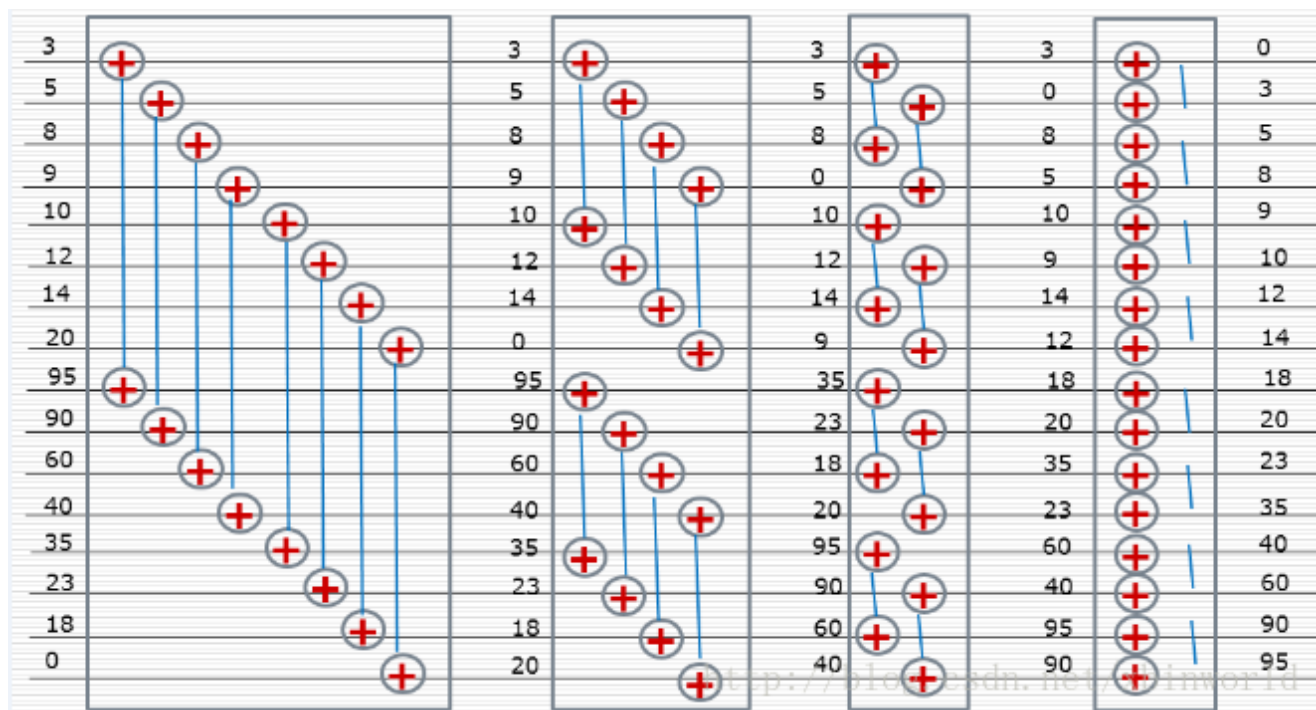 3 3 3 3 0
5 5 5 0 3
8 8 8 8 5
9 9 0 5 8
10 10 10 10 9
12 12 12 9 10
14 14 14 14 12
20 0 9 12 14
95 95 35 18 18
90 90 23 20 20
60 60 18 35 23
40 40 20 23 35
35 35 95 60 40
23 23 90 40 60
18 18 60 95 90
0 20 40 90 95